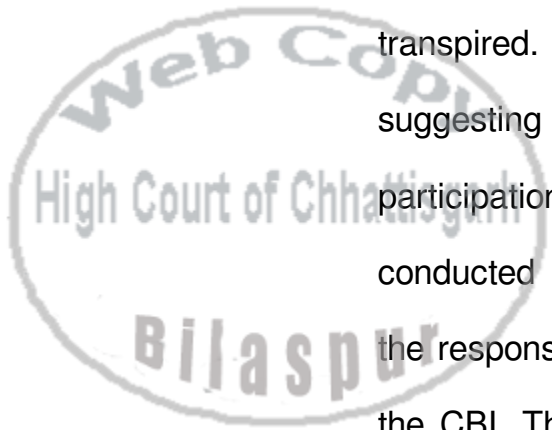 transpired.
suggesting
participation
conducted
the respons
the CBI. Th
Web Copy
High Court of Chhattisgarh
Bilaspur